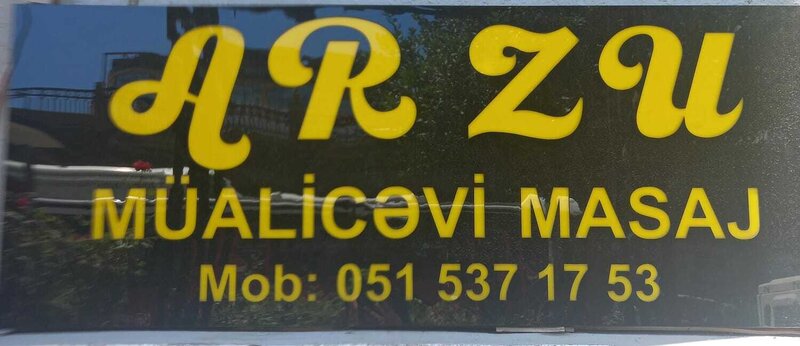 ARZU
MÜALİCƏVİ MASAJ
Mob: 051 537 17 53